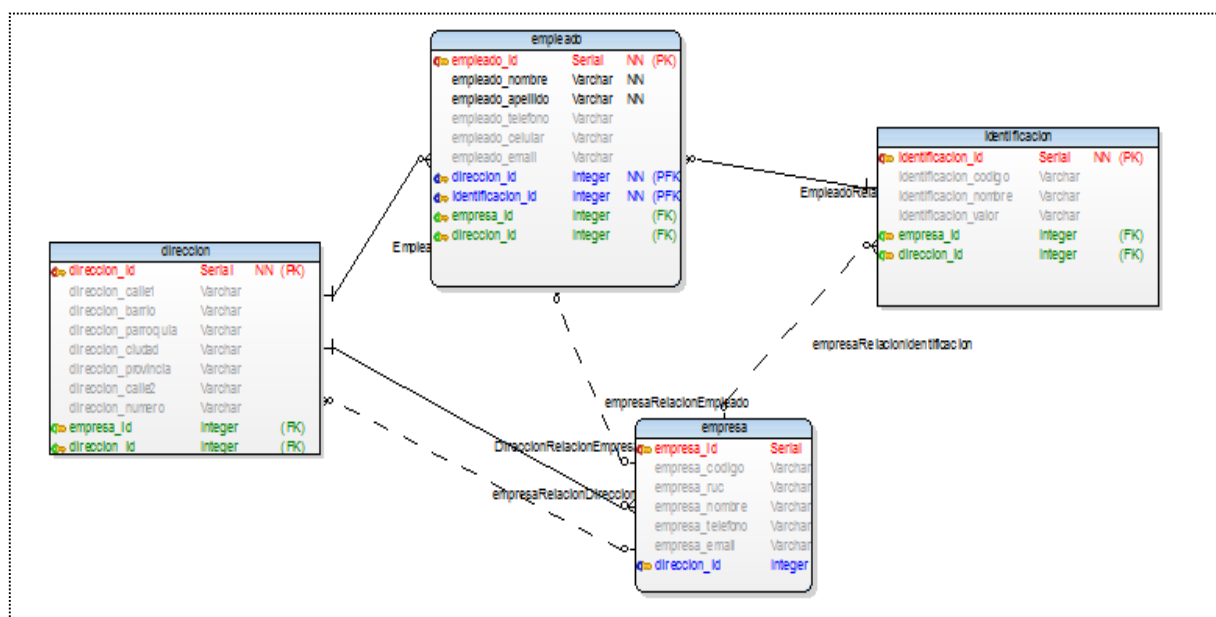 empleado
empleado_id Serial NN (PK)
empleado_nombre Varchar NN
empleado_apellido Varchar NN
empleado_telefono Varchar
empleado_celular Varchar
empleado_email Varchar
direccion_id Integer NN (PFK
identificacion_id Integer NN (PFK
empresa_id Integer (FK)
direccion_id Integer (FK)
identificacion
identificacion_id Serial NN (PK)
identificacion_codigo Varchar
identificacion_nombre Varchar
identificacion_valor Varchar
empresa_id Integer (FK)
direccion_id Integer (FK)
EmpleadoRela
Emplea
direccion
direccion_id Serial NN (PK)
direccion_calle1 Varchar
direccion_barrio Varchar
direccion_parroquia Varchar
direccion_ciudad Varchar
direccion_provincia Varchar
direccion_calle2 Varchar
direccion_numero Varchar
empresa_id Integer (FK)
direccion_id Integer (FK)
empresaRelacionIdentificacion
empresaRelaciónEmpleado
DireccionRelacionEmpresa
empresaRelacionDireccion
empresa
empresa_id Serial
empresa_codigo Varchar
empresa_ruc Varchar
empresa_nombre Varchar
empresa_telefono Varchar
empresa_email Varchar
direccion_id Integer